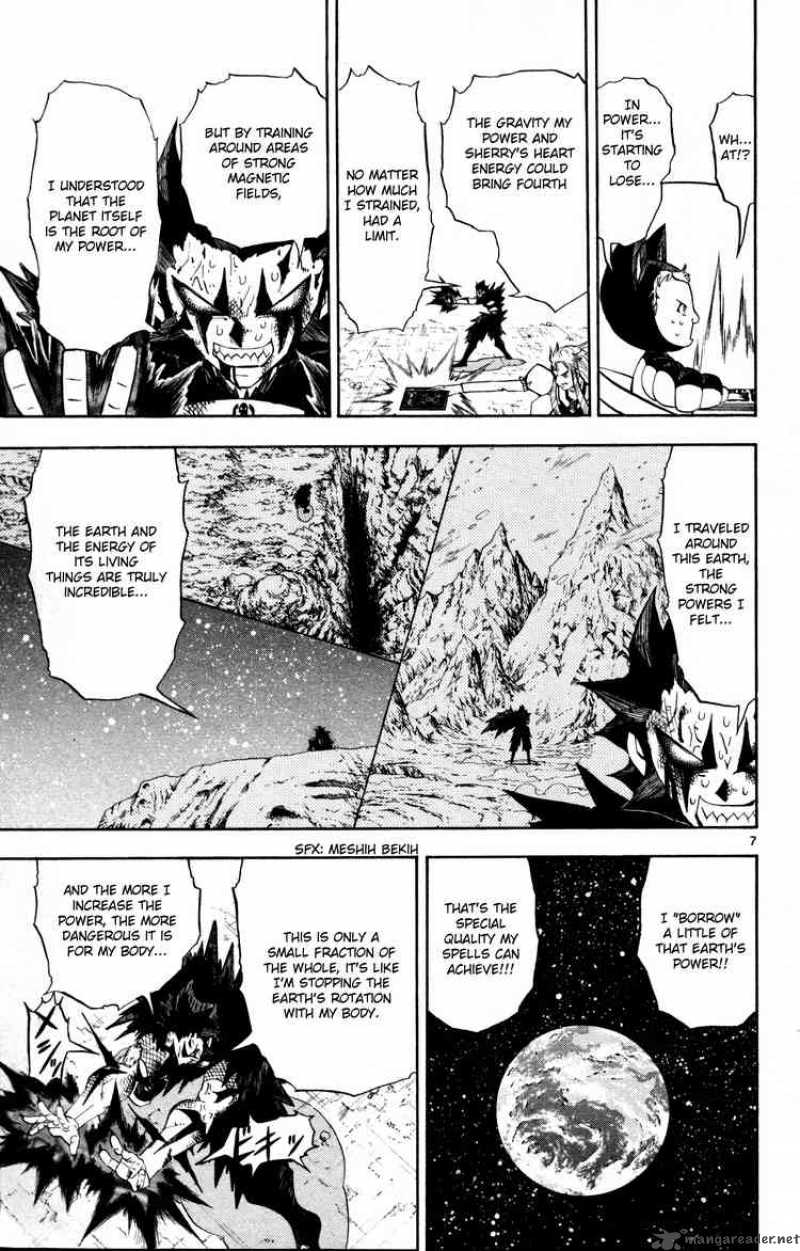 WH...
AT!?
IN
POWER...
IT'S
STARTING
TO
LOSE...
THE GRAVITY MY
POWER AND
SHERRY'S HEART
ENERGY COULD
BRING FOURTH
NO MATTER
HOW MUCH
I STRAINED,
HAD A
LIMIT.
BUT BY TRAINING
AROUND AREAS
OF STRONG
MAGNETIC
FIELDS,
I UNDERSTOOD
THAT THE
PLANET ITSELF
IS THE ROOT OF
MY POWER...
I TRAVELED
AROUND
THIS EARTH,
THE
STRONG
POWERS I
FELT...
THE EARTH AND
THE ENERGY OF
ITS LIVING
THINGS ARE TRULY
INCREDIBLE...
7
SFX: MESHIH BEKIH
I "BORROW"
A LITTLE OF
THAT EARTH'S
POWER!!
THAT'S THE
SPECIAL
QUALITY MY
SPELLS CAN
ACHIEVE!!!
THIS IS ONLY A
SMALL FRACTION OF
THE WHOLE, IT'S LIKE
I'M STOPPING THE
EARTH'S ROTATION
WITH MY BODY.
AND THE MORE I
INCREASE THE
POWER, THE MORE
DANGEROUS IT IS
FOR MY BODY...
ベキッ
mangareader.net